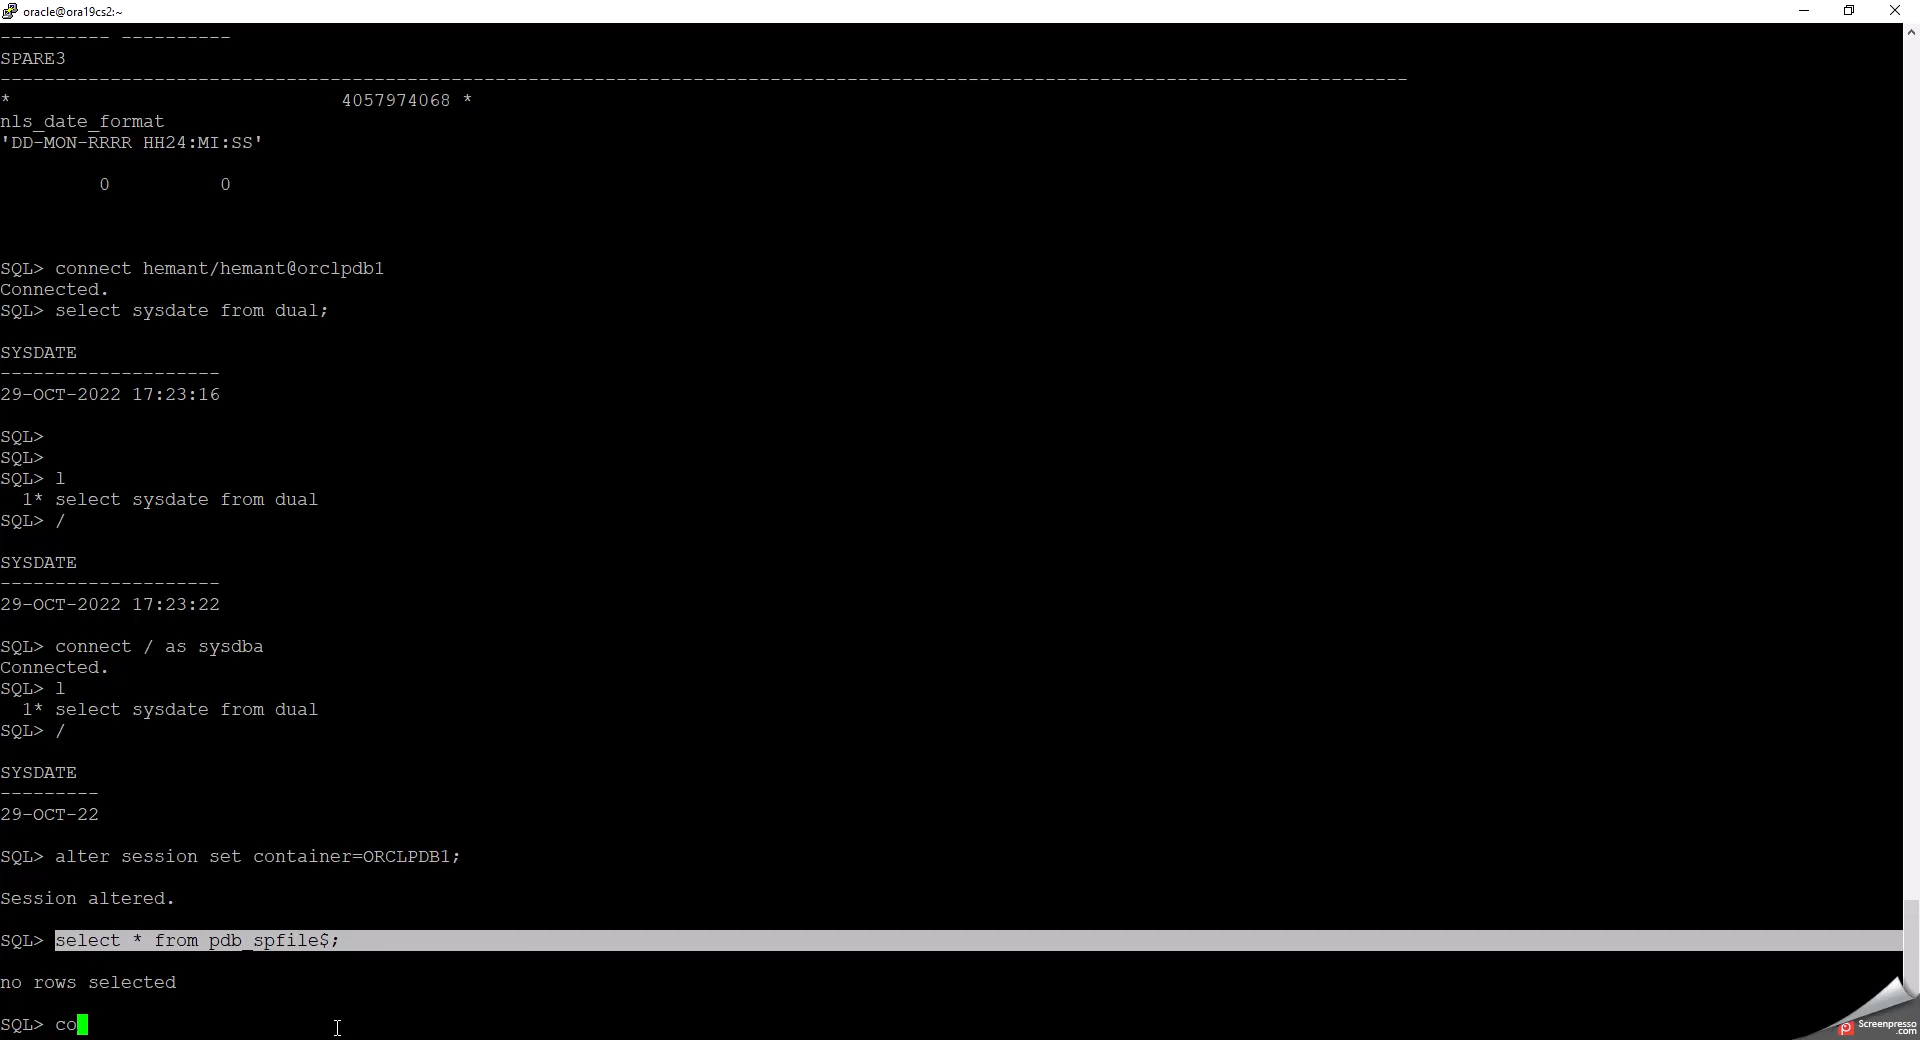 oracle@ora19cs2:~
---------- ----------
SPARE3
--------------------------------------------------------------------------------------------------------------------------------
*                               4057974068 *
nls_date_format
'DD-MON-RRRR HH24:MI:SS'
         0          0
SQL> connect hemant/hemant@orclpdb1
Connected.
SQL> select sysdate from dual;
SYSDATE
--------------------
29-OCT-2022 17:23:16
SQL>
SQL>
SQL> l
  1* select sysdate from dual
SQL> /
SYSDATE
--------------------
29-OCT-2022 17:23:22
SQL> connect / as sysdba
Connected.
SQL> l
  1* select sysdate from dual
SQL> /
SYSDATE
---------
29-OCT-22
SQL> alter session set container=ORCLPDB1;
Session altered.
SQL> select * from pdb_spfile$;
no rows selected
SQL> co
Screenpresso
.com